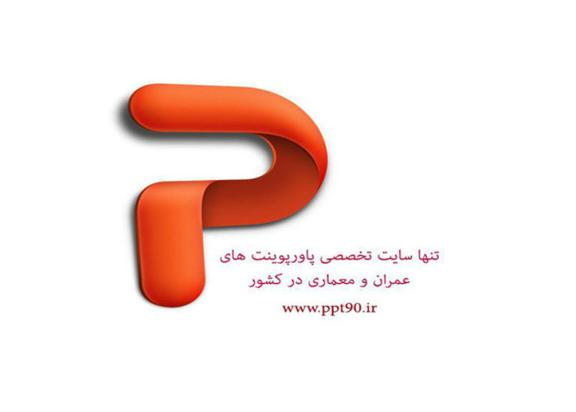 تنها سایت تخصصی پاورپوینت های
عمران و معماری در کشور
www.ppt90.ir